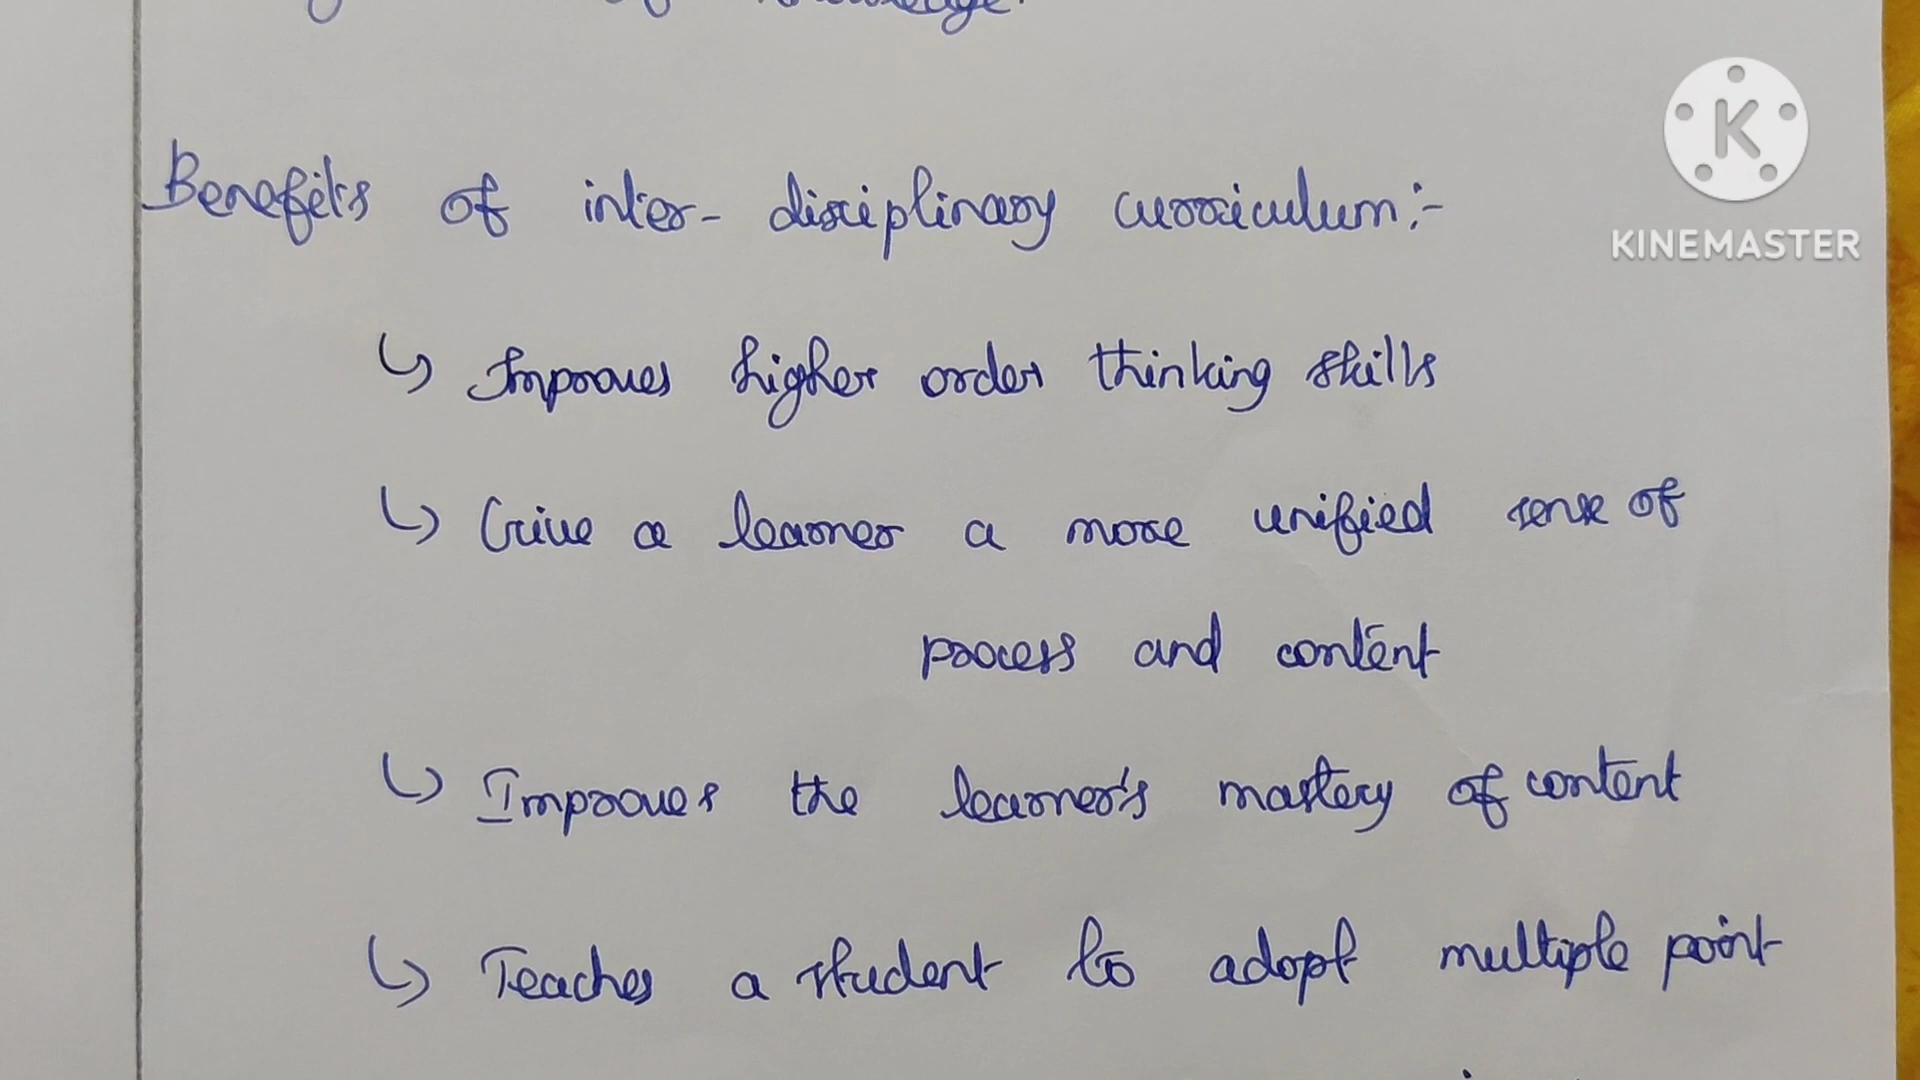 knowledge.
Benefits of inter- disciplinary curriculum:-
↳ Improves higher order thinking skills
↳ Give a learner a more unified sense of
process and content
↳ Improves the learner's mastery of content
↳ Teaches a student to adopt multiple point
K
KINEMASTER